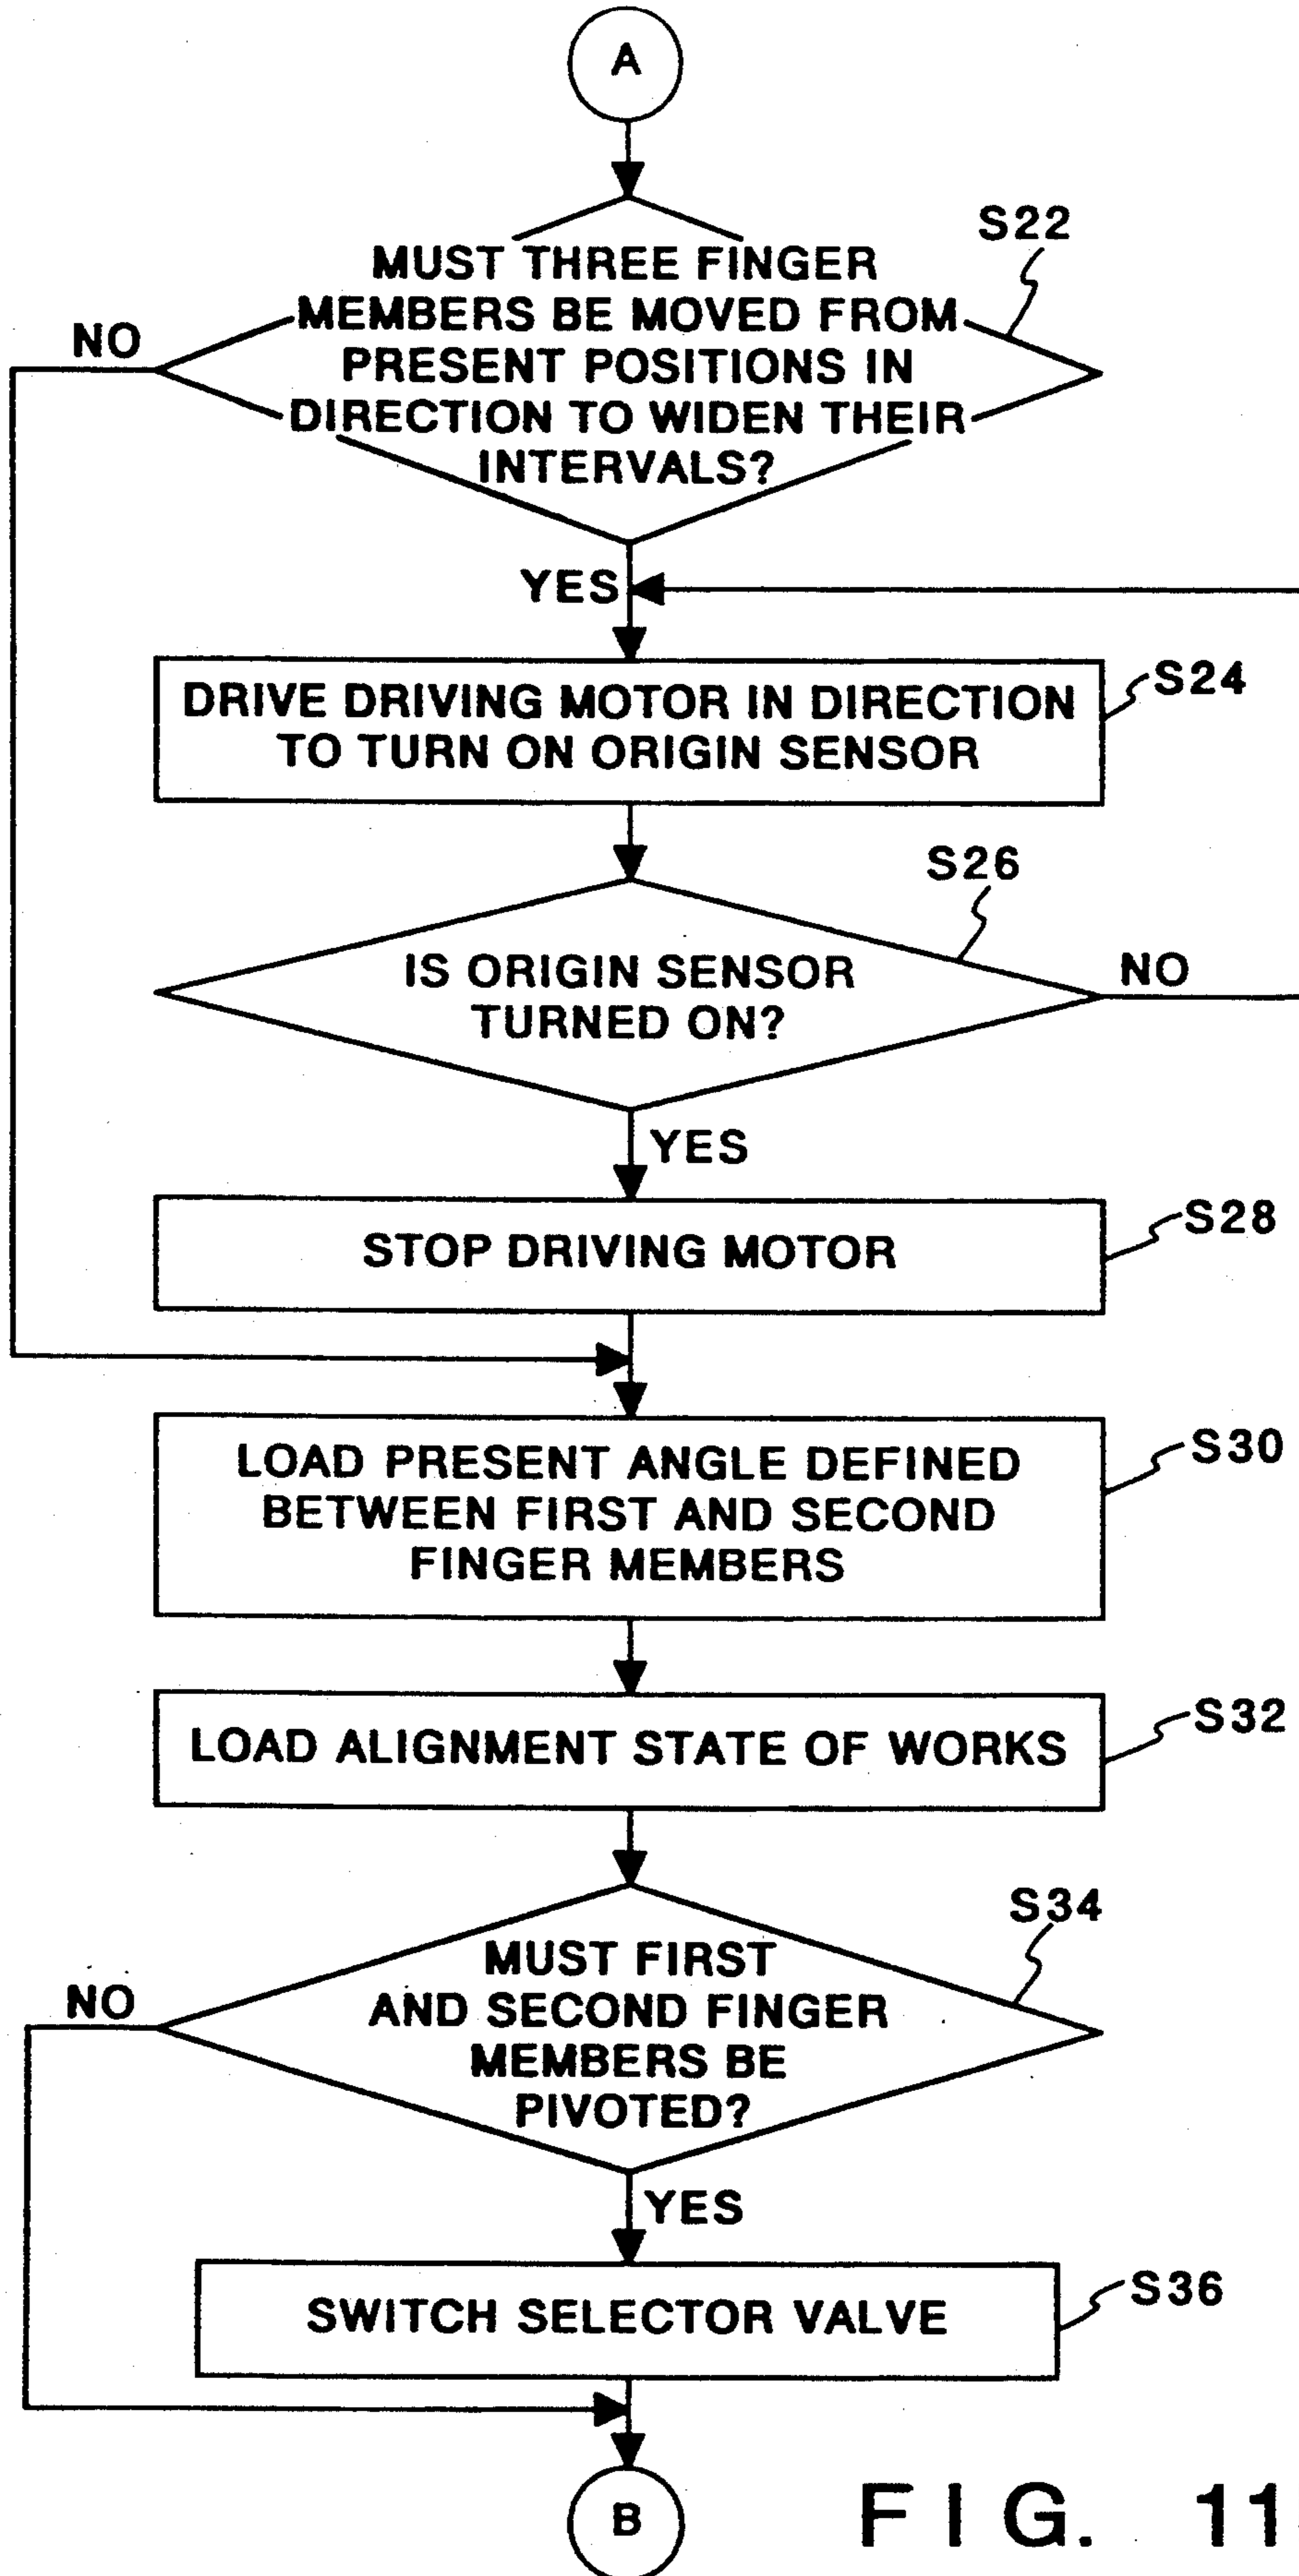 A
S22
MUST THREE FINGER
MEMBERS BE MOVED FROM
PRESENT POSITIONS IN
DIRECTION TO WIDEN THEIR
INTERVALS?
NO
YES
DRIVE DRIVING MOTOR IN DIRECTION
TO TURN ON ORIGIN SENSOR
S24
S26
IS ORIGIN SENSOR
TURNED ON?
NO
YES
STOP DRIVING MOTOR
S28
LOAD PRESENT ANGLE DEFINED
BETWEEN FIRST AND SECOND
FINGER MEMBERS
S30
LOAD ALIGNMENT STATE OF WORKS
S32
S34
MUST FIRST
AND SECOND FINGER
MEMBERS BE
PIVOTED?
NO
YES
SWITCH SELECTOR VALVE
S36
B
FIG. 11